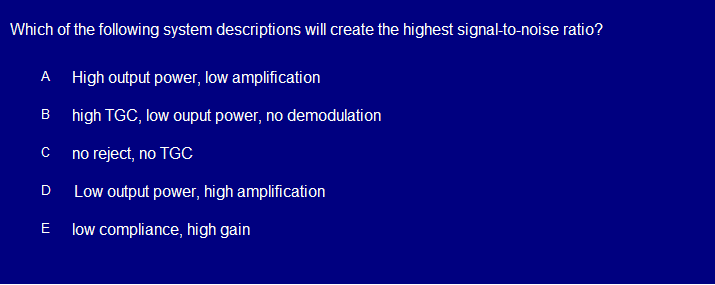 Which of the following system descriptions will create the highest signal-to-noise ratio?
A High output power, low amplification
B high TGC, low ouput power, no demodulation
C no reject, no TGC
D Low output power, high amplification
E low compliance, high gain